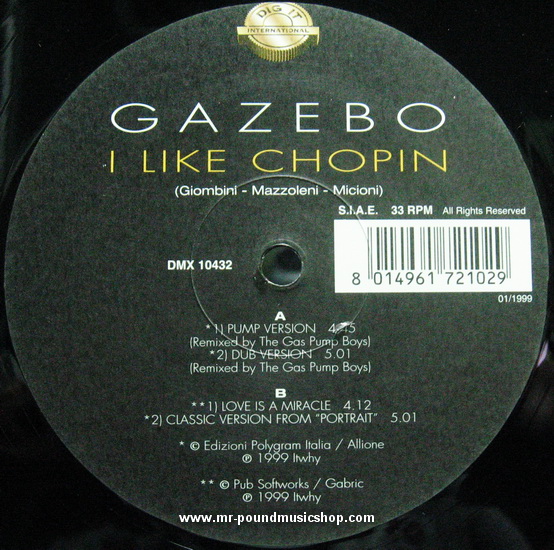 DIG IT
INTERNATIONAL
GAZEBO
I LIKE CHOPIN
(Giombini - Mazzoleni - Micioni)
S.I.A.E. 33 RPM All Rights Reserved
DMX 10432
8 014961 721029
01/1999
A
*1) PUMP VERSION 4.45
(Remixed by The Gas Pump Boys)
*2) DUB VERSION 5.01
(Remixed by The Gas Pump Boys)
B
**1) LOVE IS A MIRACLE 4.12
*2) CLASSIC VERSION FROM "PORTRAIT" 5.01
* © Edizioni Polygram Italia / Allione
℗ 1999 Itwhy
** © Pub Softworks / Gabric
℗ 1999 Itwhy
www.mr-poundmusicshop.com